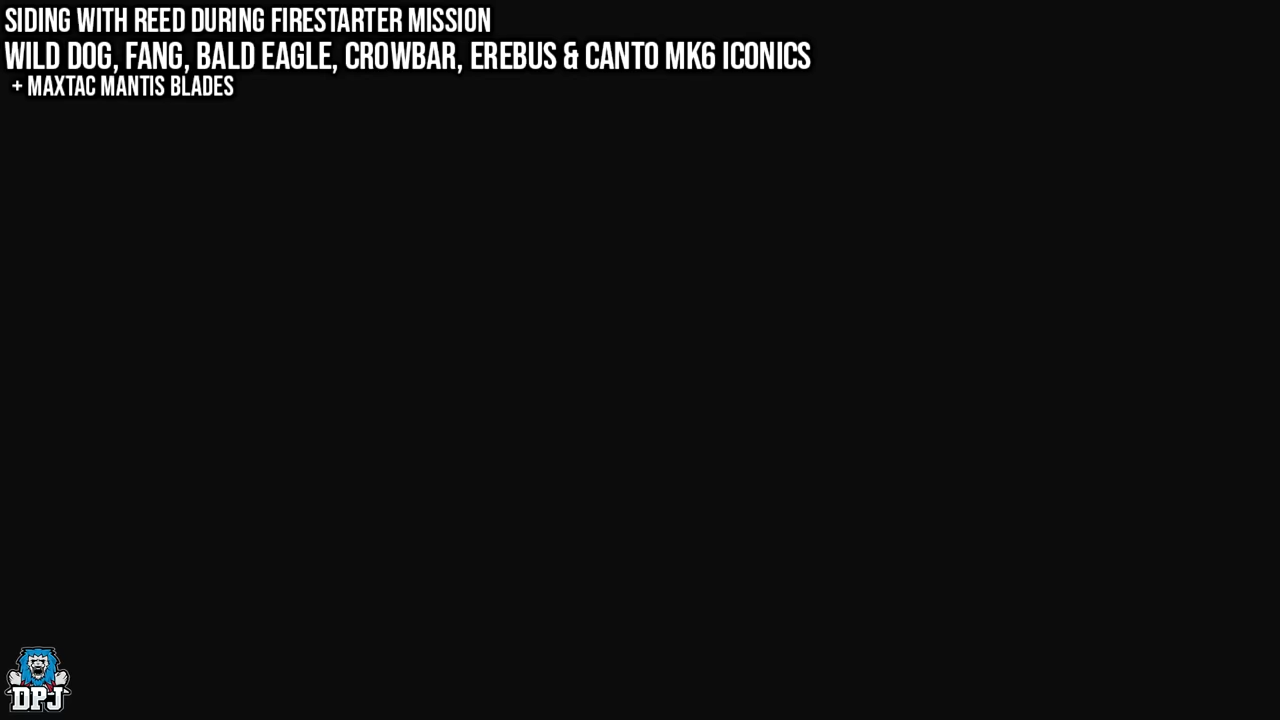 SIDING WITH REED DURING FIRESTARTER MISSION
WILD DOG, FANG, BALD EAGLE, CROWBAR, EREBUS & CANTO MK6 ICONICS
+ MAXTAC MANTIS BLADES
DPJ